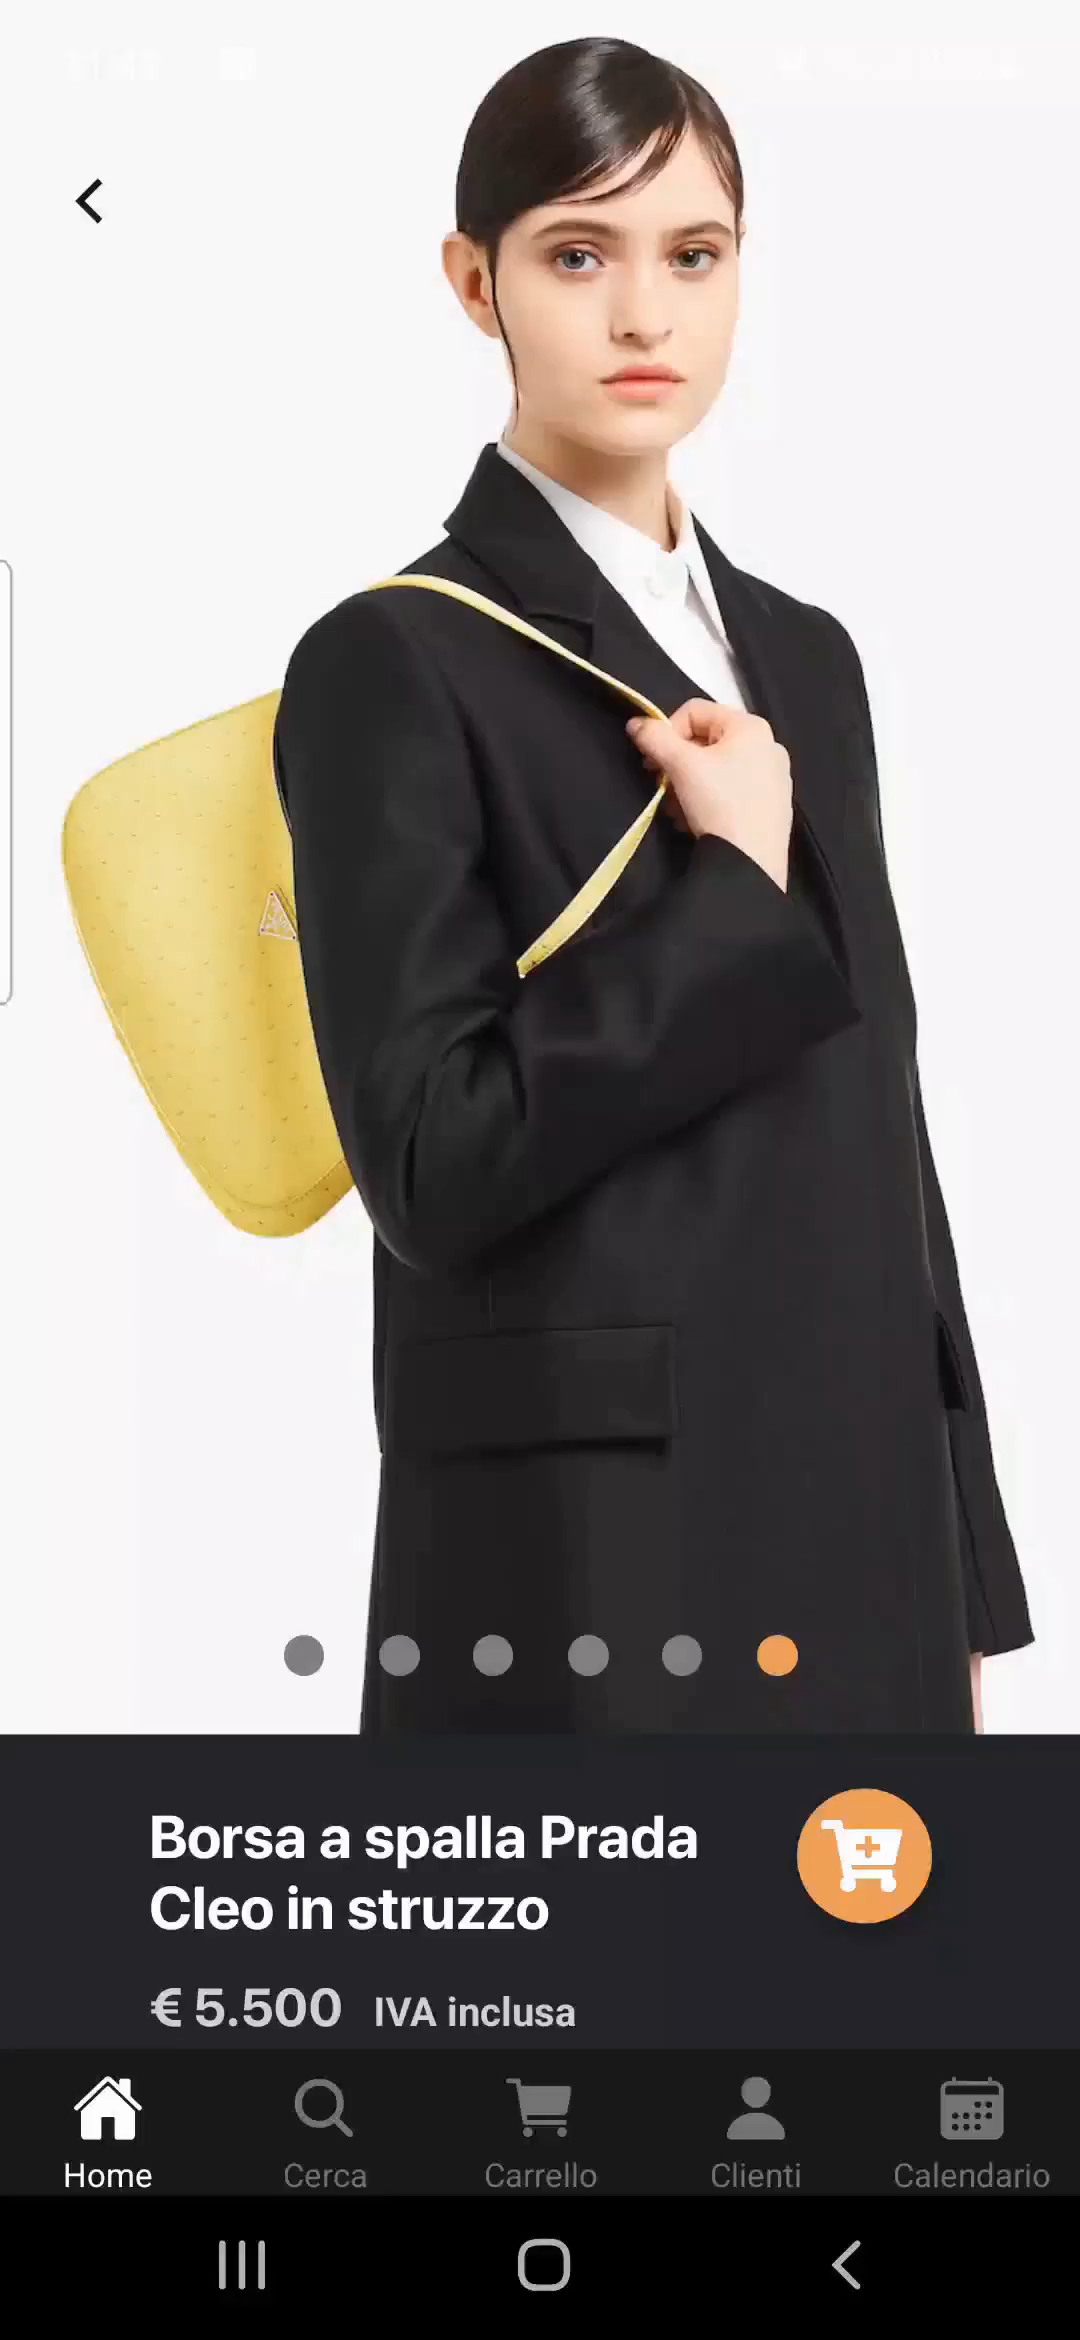 Borsa a spalla Prada
Cleo in struzzo
€ 5.500 IVA inclusa
Home Cerca Carrello Clienti Calendario